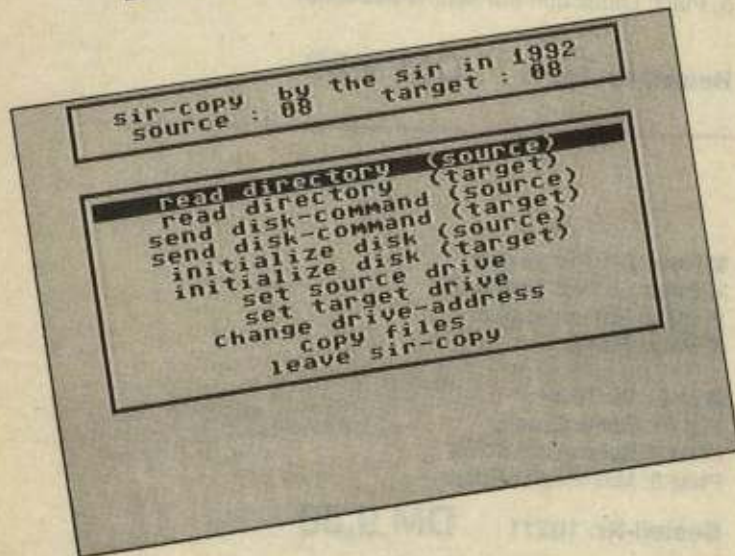 sir-copy by the sir in 1992
source : 08 target : 08
read directory (source)
read directory (target)
send disk-command (source)
send disk-command (target)
initialize disk (source)
initialize disk (target)
set source drive
set target drive
change drive-address
copy files
leave sir-copy